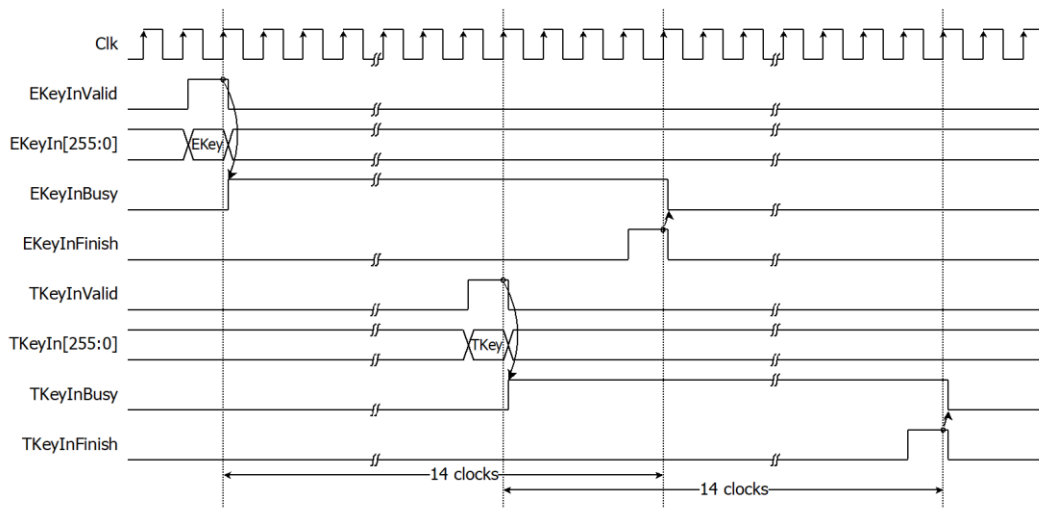 Clk
EKeyInValid
EKeyIn[255:0]
EKey
EKeyInBusy
EKeyInFinish
TKeyInValid
TKeyIn[255:0]
TKey
TKeyInBusy
TKeyInFinish
14 clocks
14 clocks